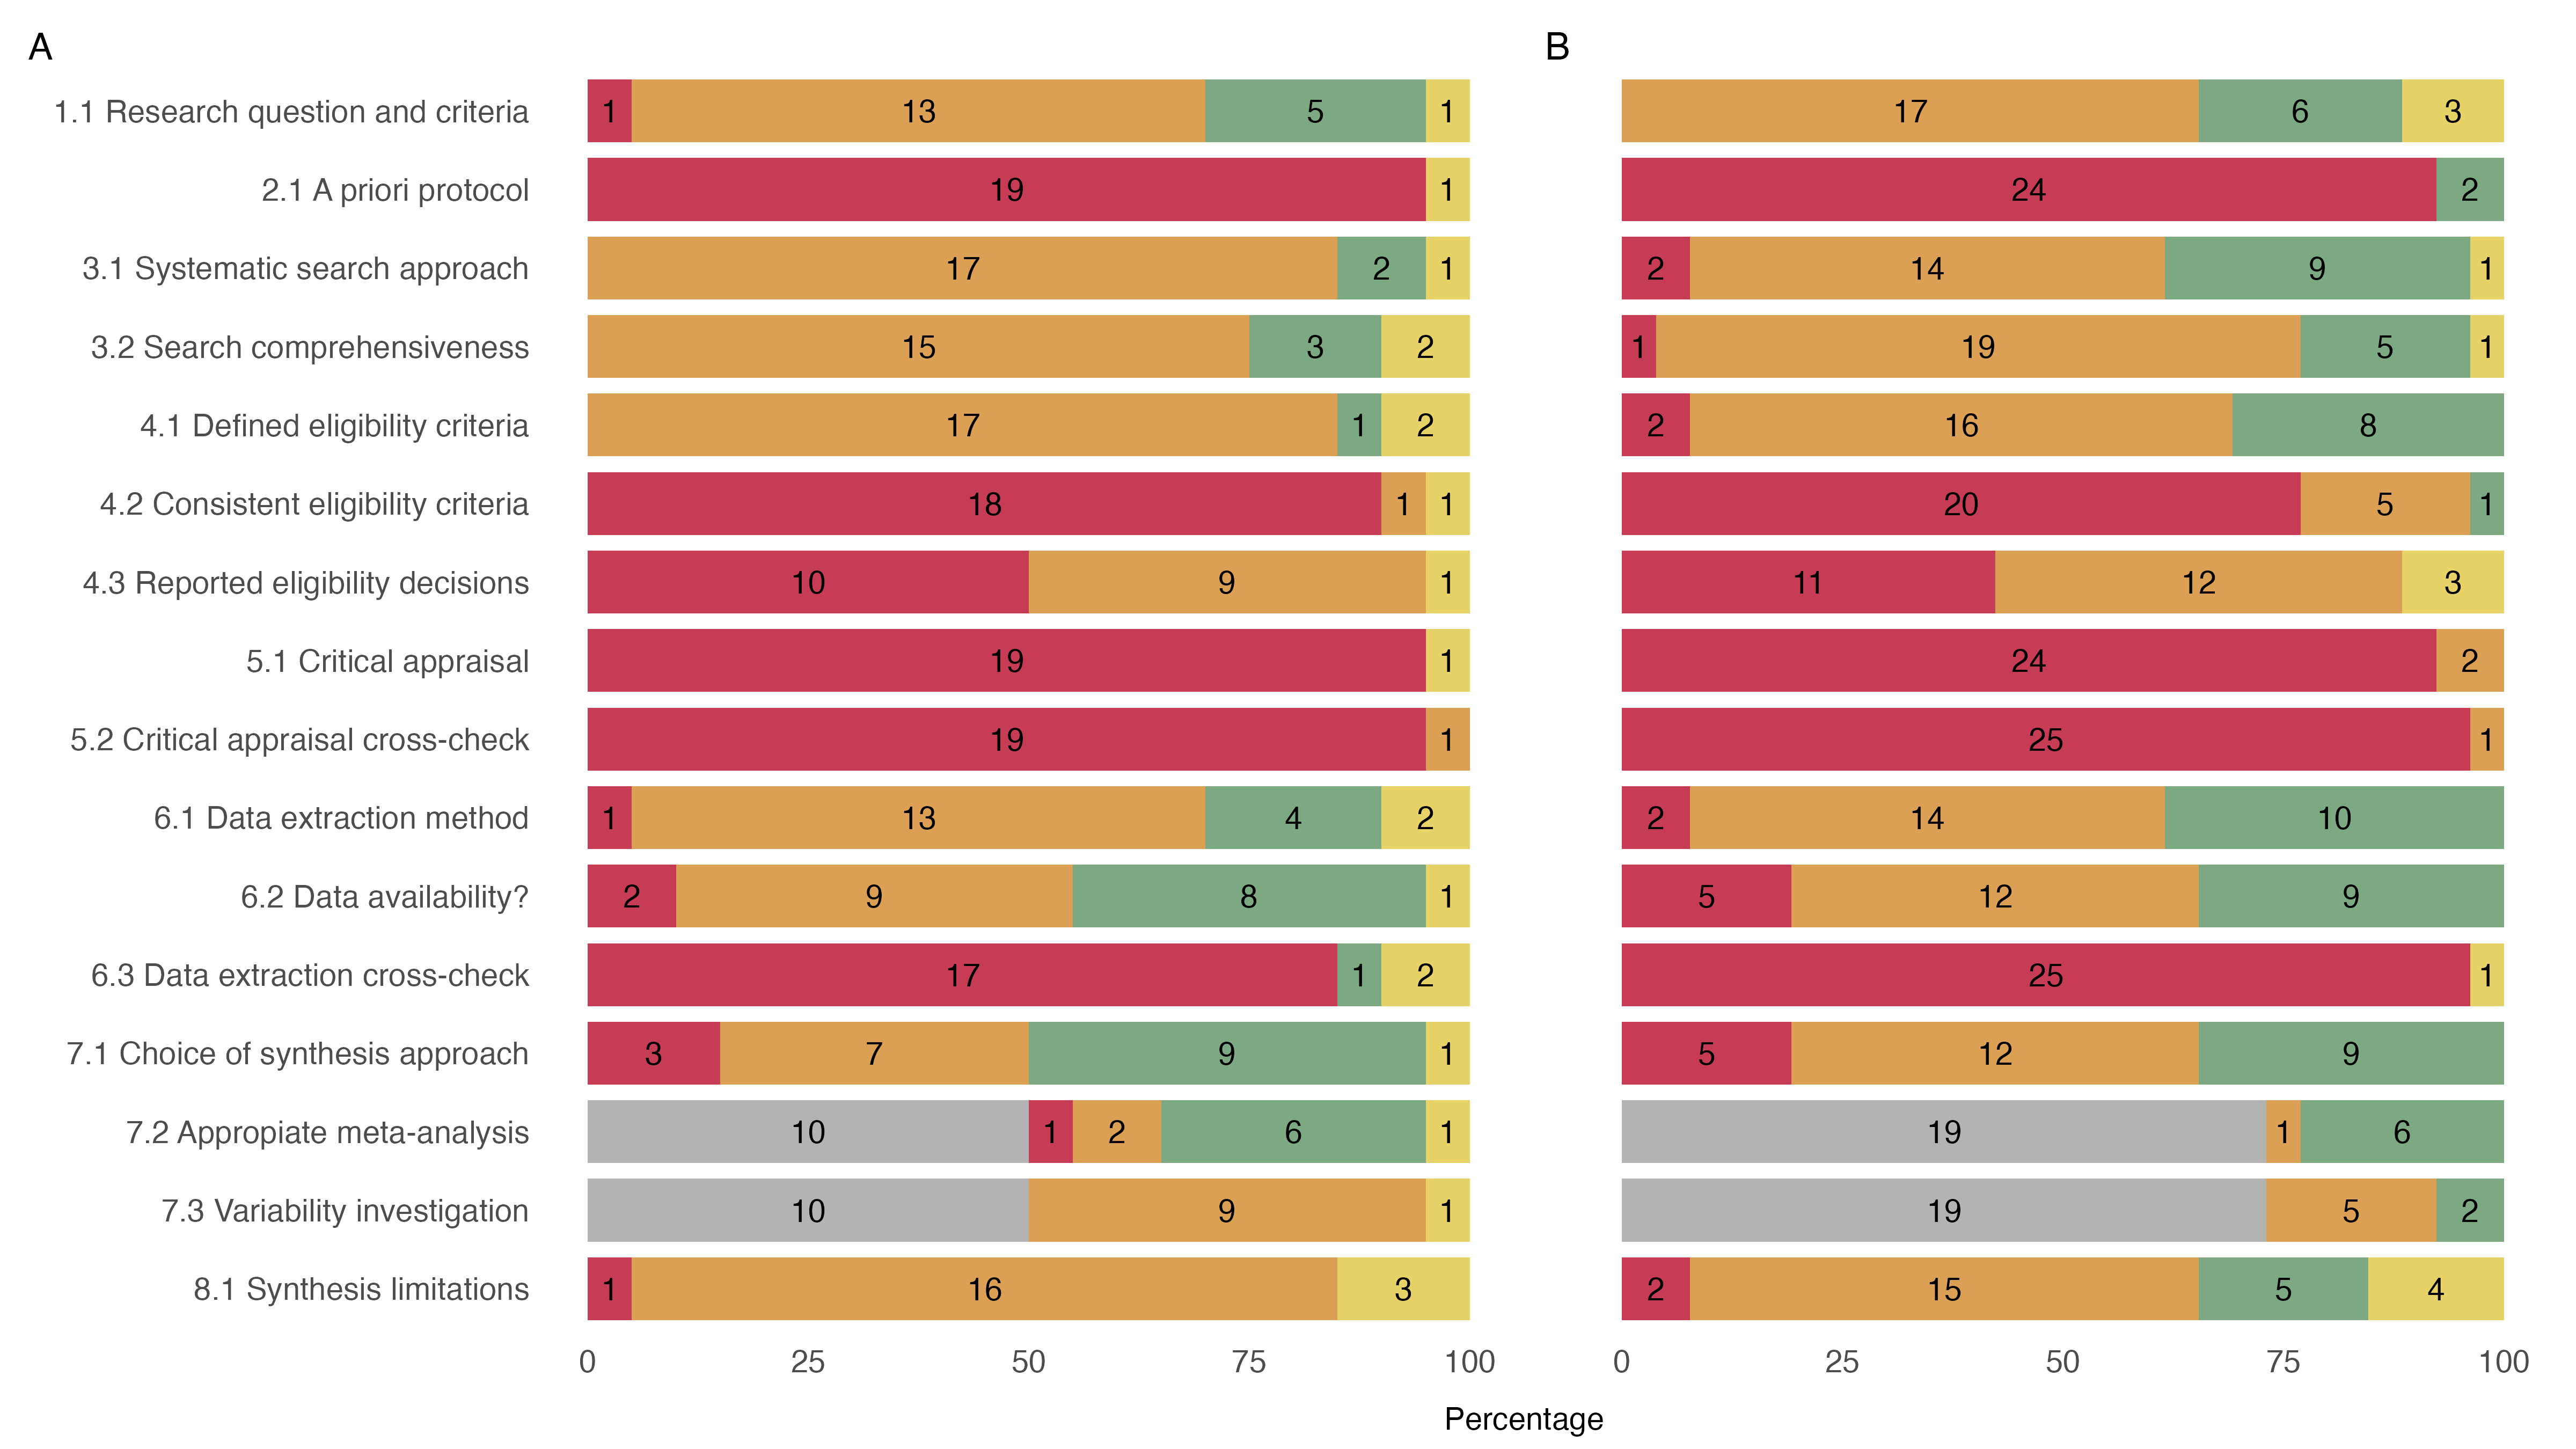 A B
1.1 Research question and criteria 1 13 5 1 17 6 3
2.1 A priori protocol 19 1 24 2
3.1 Systematic search approach 17 2 1 2 14 9 1
3.2 Search comprehensiveness 15 3 2 1 19 5 1
4.1 Defined eligibility criteria 17 1 2 2 16 8
4.2 Consistent eligibility criteria 18 1 1 20 5 1
4.3 Reported eligibility decisions 10 9 1 11 12 3
5.1 Critical appraisal 19 1 24 2
5.2 Critical appraisal cross-check 19 1 25 1
6.1 Data extraction method 1 13 4 2 2 14 10
6.2 Data availability? 2 9 8 1 5 12 9
6.3 Data extraction cross-check 17 1 2 25 1
7.1 Choice of synthesis approach 3 7 9 1 5 12 9
7.2 Appropiate meta-analysis 10 1 2 6 1 19 1 6
7.3 Variability investigation 10 9 1 19 5 2
8.1 Synthesis limitations 1 16 3 2 15 5 4
0 25 50 75 100 0 25 50 75 100
Percentage